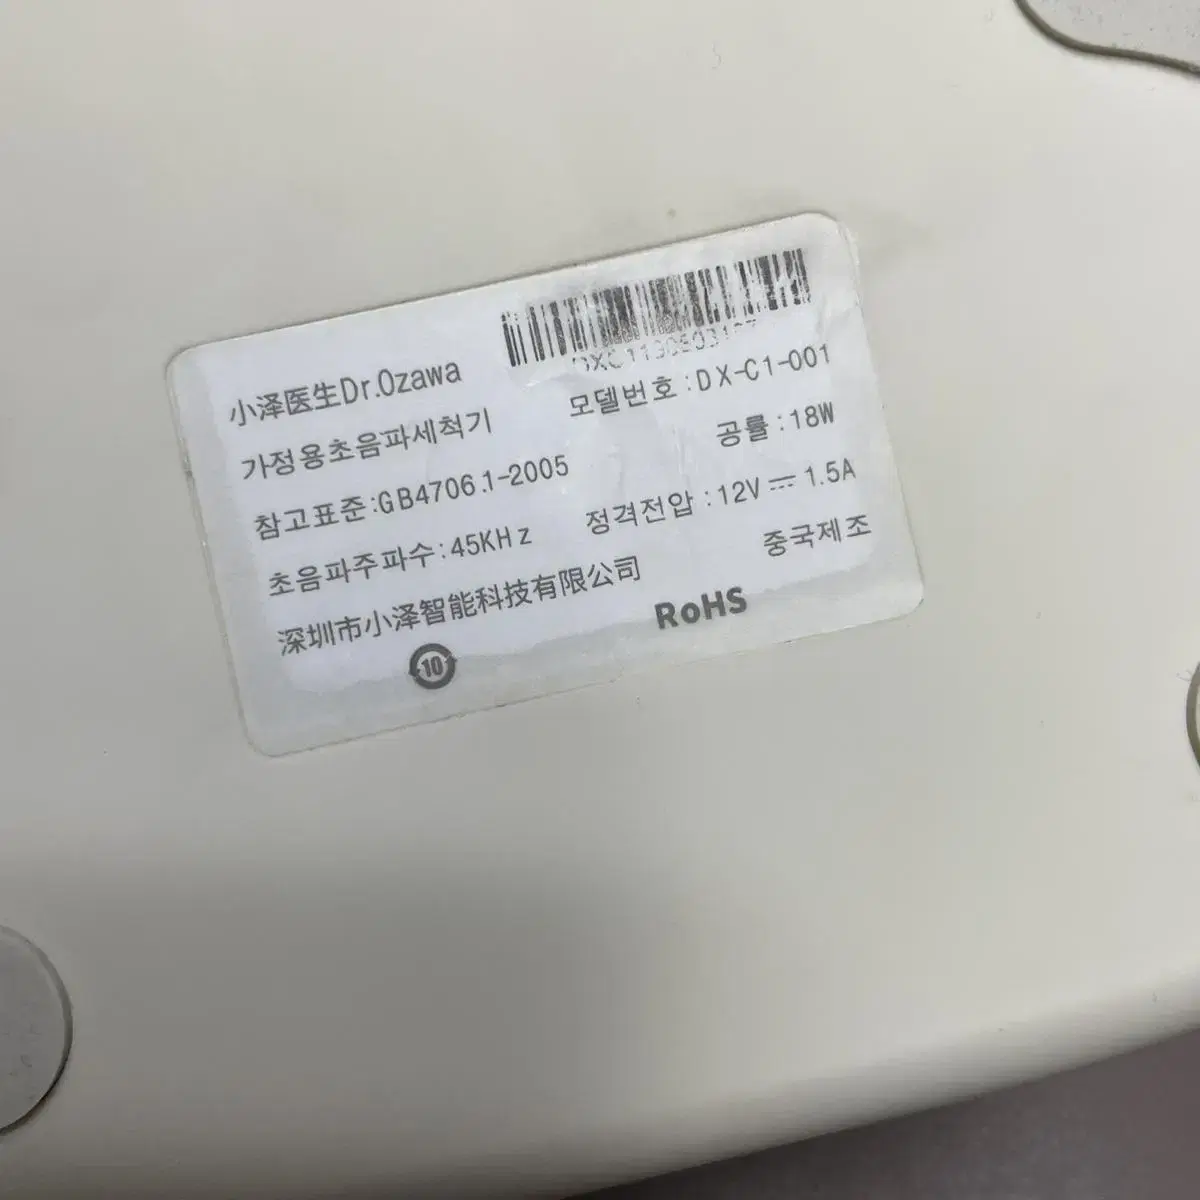 小泽医生Dr.Ozawa
가정용초음파세척기
모델번호:DX-C1-001
공률:18W
참고표준:GB4706.1-2005
정격전압:12V⎓1.5A
초음파주파수:45KHz
중국제조
深圳市小泽智能科技有限公司
RoHS
10